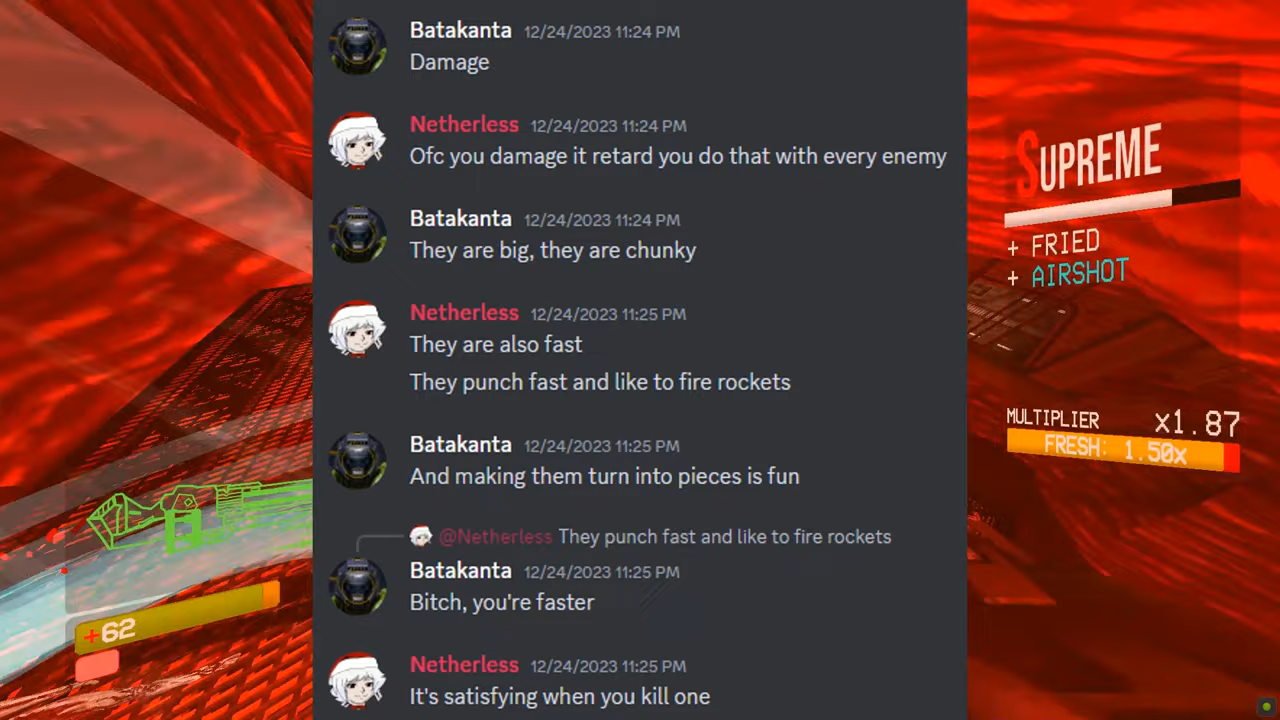 Batakanta 12/24/2023 11:24 PM
Damage
Netherless 12/24/2023 11:24 PM
Ofc you damage it retard you do that with every enemy
Batakanta 12/24/2023 11:24 PM
They are big, they are chunky
Netherless 12/24/2023 11:25 PM
They are also fast
They punch fast and like to fire rockets
Batakanta 12/24/2023 11:25 PM
And making them turn into pieces is fun
@Netherless They punch fast and like to fire rockets
Batakanta 12/24/2023 11:25 PM
Bitch, you're faster
Netherless 12/24/2023 11:25 PM
It's satisfying when you kill one
SUPREME
+ FRIED
+ AIRSHOT
MULTIPLIER x1.87
FRESH: 1.50x
+62